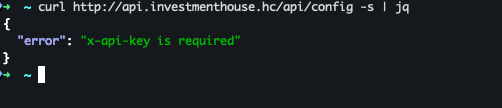 ➜ ~ curl http://api.investmenthouse.hc/api/config -s | jq
{
  "error": "x-api-key is required"
}
➜ ~